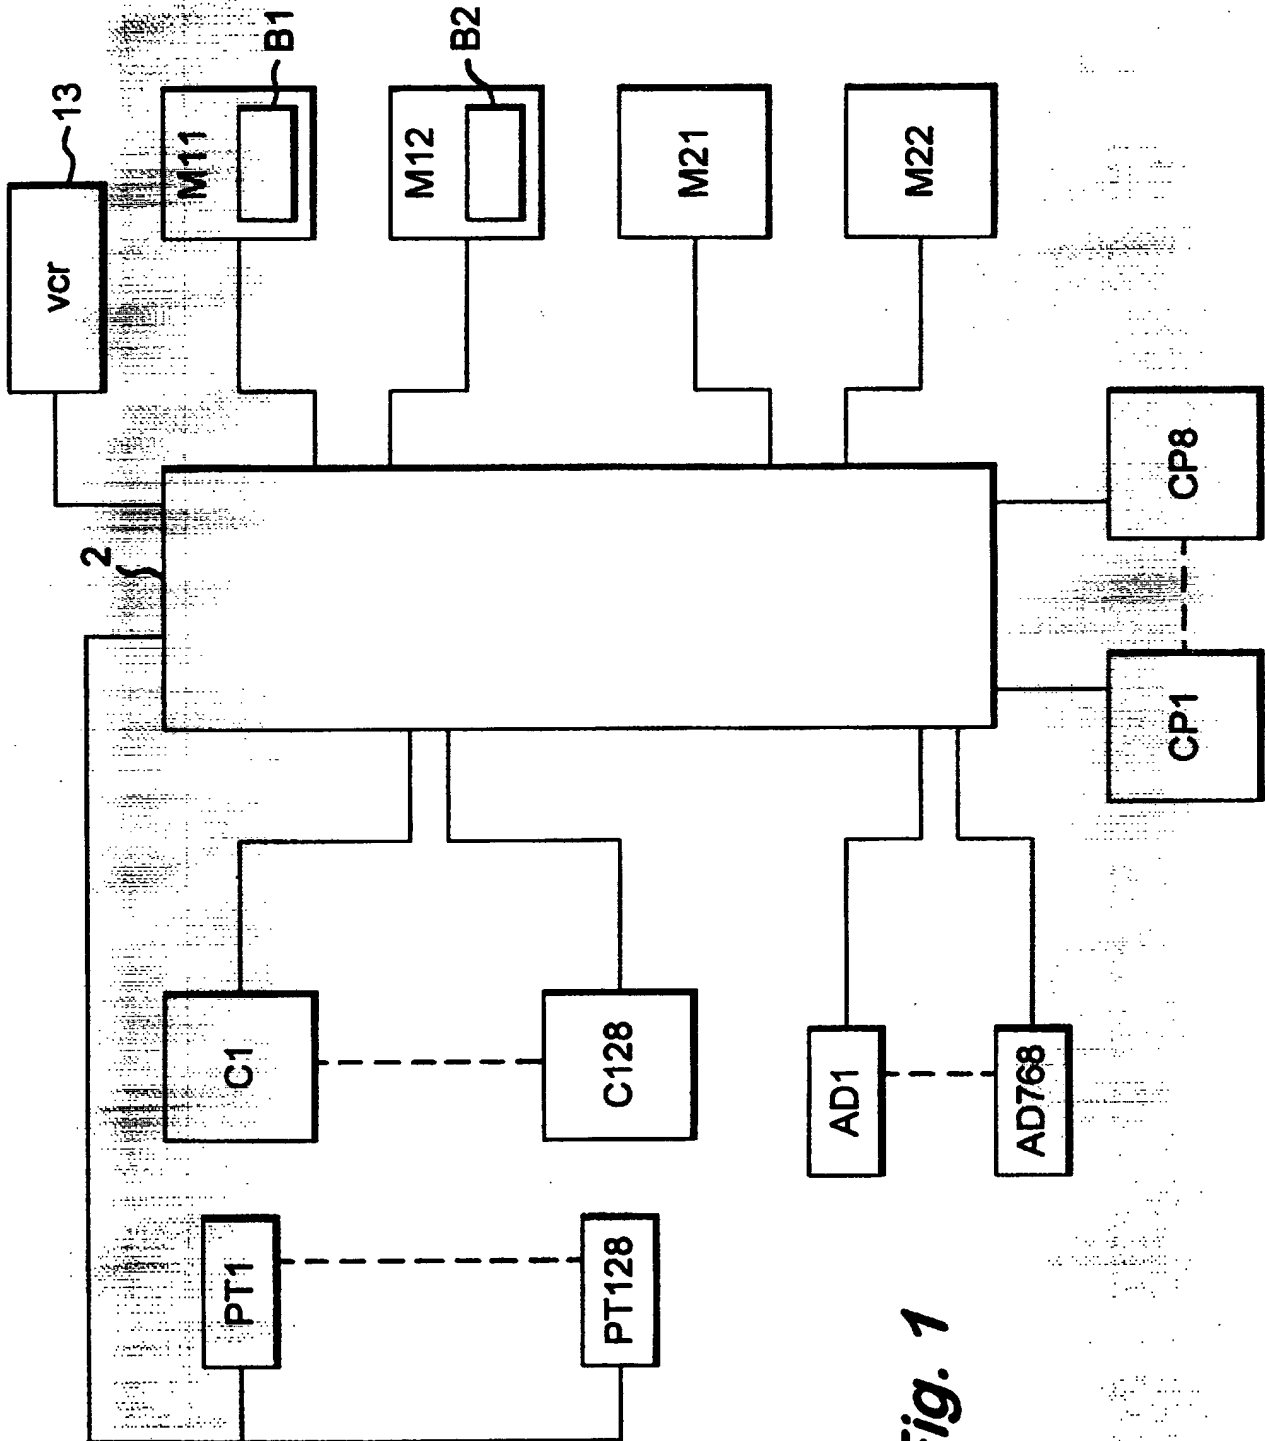 13
vcr
M11
B1
M12
B2
M21
M22
2
CP8
CP1
C1
C128
AD1
AD768
PT1
PT128
Fig. 1